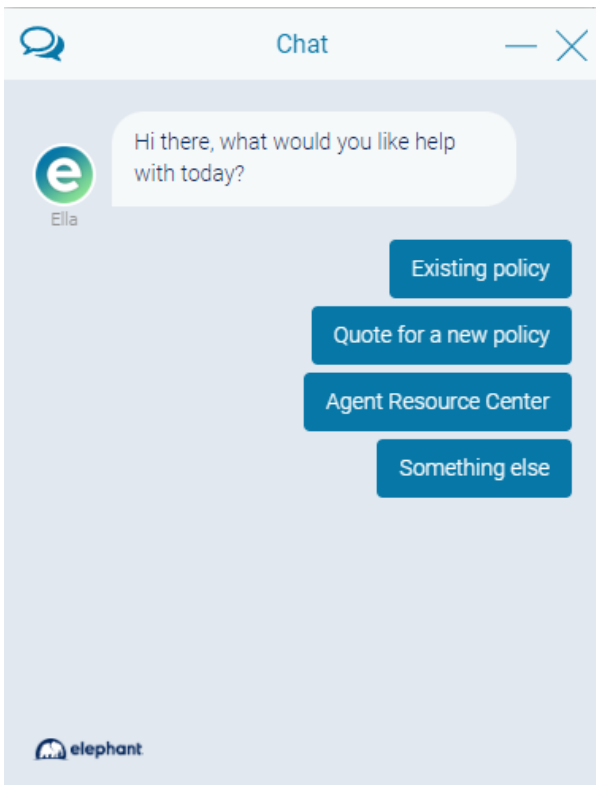 Chat
Hi there, what would you like help
with today?
e
Ella
Existing policy
Quote for a new policy
Agent Resource Center
Something else
elephant